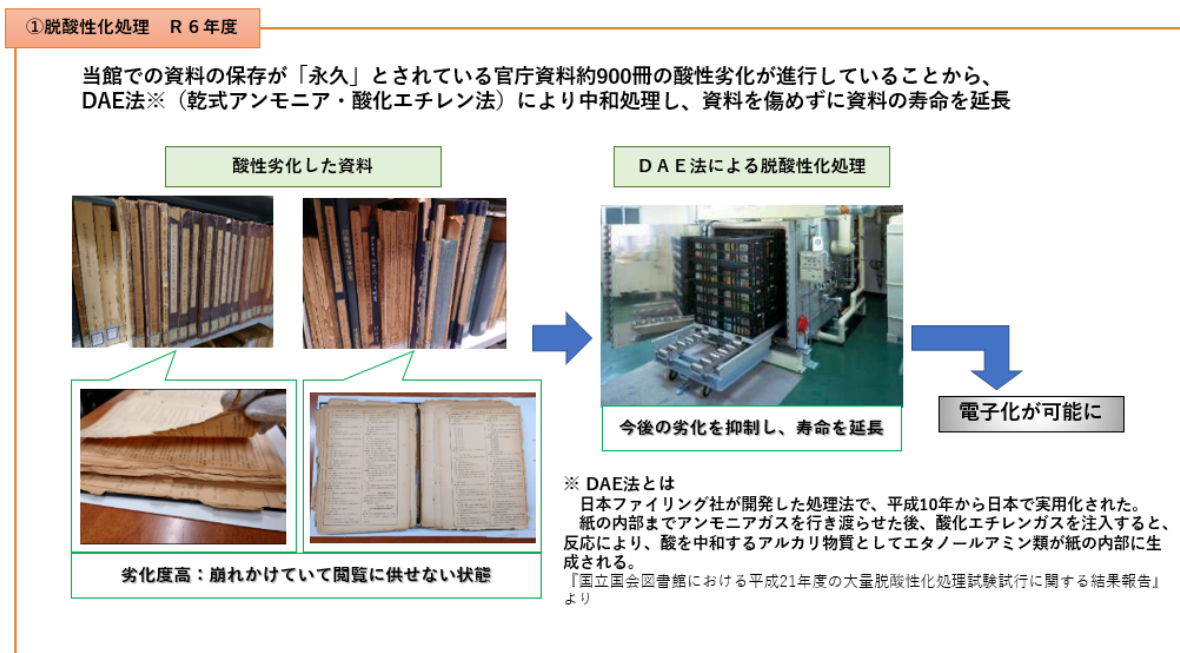 ①脱酸性化処理　R６年度
当館での資料の保存が「永久」とされている官庁資料約900冊の酸性劣化が進行していることから、
DAE法※（乾式アンモニア・酸化エチレン法）により中和処理し、資料を傷めずに資料の寿命を延長
酸性劣化した資料
ＤＡＥ法による脱酸性化処理
今後の劣化を抑制し、寿命を延長
電子化が可能に
劣化度高：崩れかけていて閲覧に供せない状態
※ DAE法とは
日本ファイリング社が開発した処理法で、平成10年から日本で実用化された。
紙の内部までアンモニアガスを行き渡らせた後、酸化エチレンガスを注入すると、
反応により、酸を中和するアルカリ物質としてエタノールアミン類が紙の内部に生
成される。
『国立国会図書館における平成21年度の大量脱酸性化処理試験試行に関する結果報告』
より